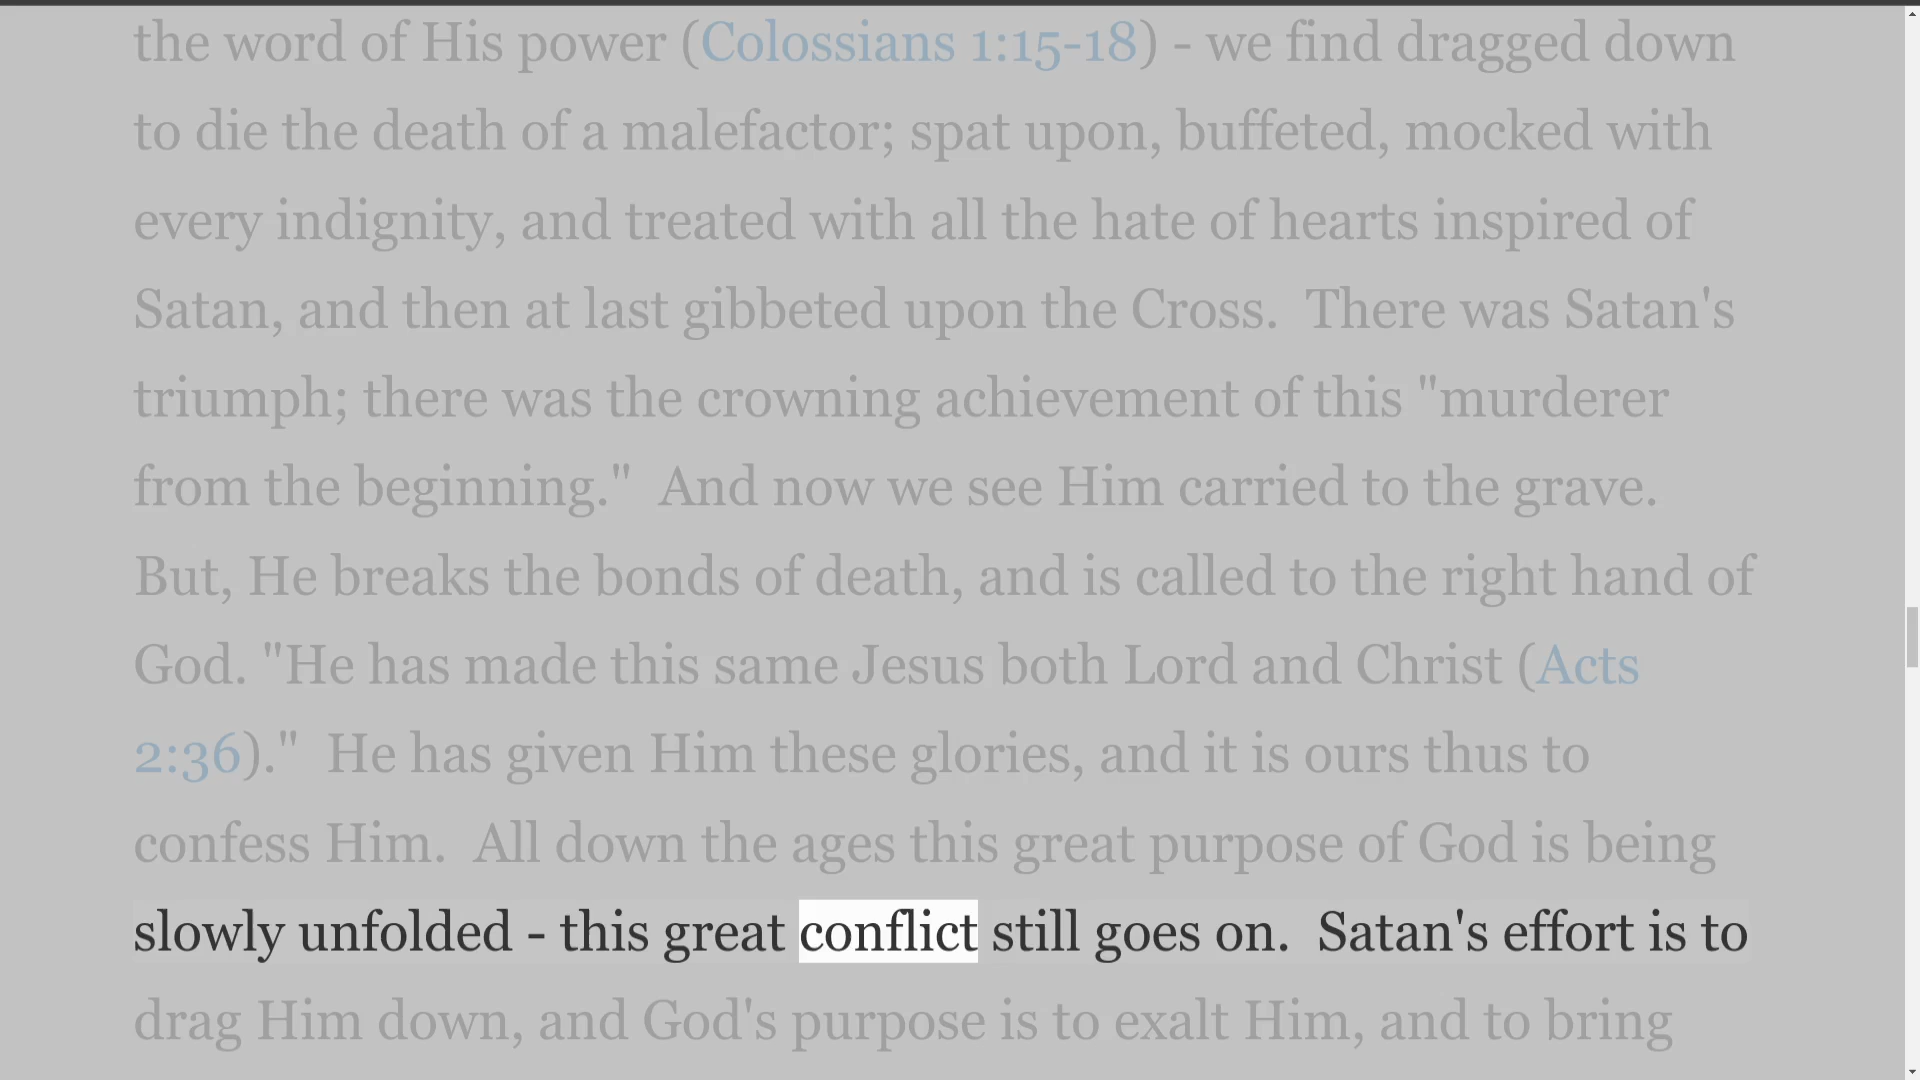 the word of His power (Colossians 1:15-18) - we find dragged down
to die the death of a malefactor; spat upon, buffeted, mocked with
every indignity, and treated with all the hate of hearts inspired of
Satan, and then at last gibbeted upon the Cross.  There was Satan's
triumph; there was the crowning achievement of this "murderer
from the beginning."  And now we see Him carried to the grave.
But, He breaks the bonds of death, and is called to the right hand of
God. "He has made this same Jesus both Lord and Christ (Acts
2:36)."  He has given Him these glories, and it is ours thus to
confess Him.  All down the ages this great purpose of God is being
slowly unfolded - this great conflict still goes on.  Satan's effort is to
drag Him down, and God's purpose is to exalt Him, and to bring